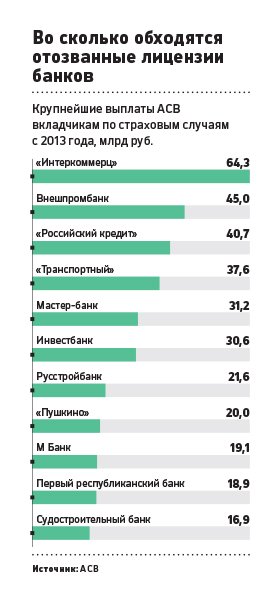 Во сколько обходятся
отозванные лицензии
банков
Крупнейшие выплаты АСВ
вкладчикам по страховым случаям
с 2013 года, млрд руб.
«Интеркоммерц» 64,3
Внешпромбанк 45,0
«Российский кредит» 40,7
«Транспортный» 37,6
Мастер-банк 31,2
Инвестбанк 30,6
Русстройбанк 21,6
«Пушкино» 20,0
М Банк 19,1
Первый республиканский банк 18,9
Судостроительный банк 16,9
Источник: АСВ